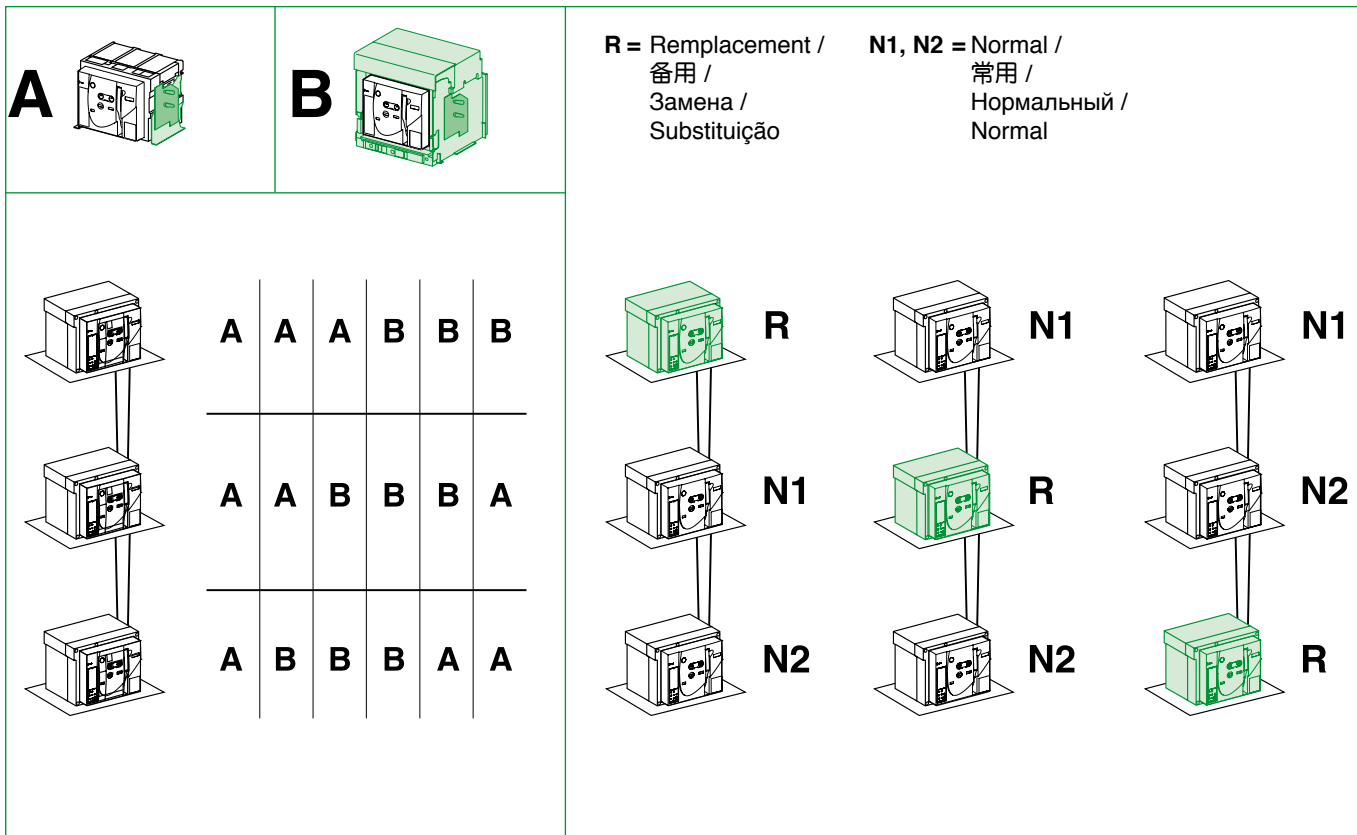 A
B
R = Remplacement /
备用 /
Замена /
Substituição
N1, N2 = Normal /
常用 /
Нормальный /
Normal
A A A B B B
A A B B B A
A B B B A A
R N1 N1
N1 R N2
N2 N2 R